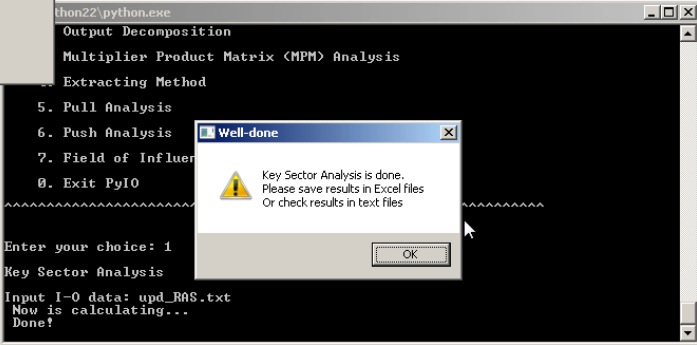 thon22\python.exe
Output Decomposition
Multiplier Product Matrix (MPM) Analysis
Extracting Method
5. Pull Analysis
6. Push Analysis
7. Field of Influen
0. Exit PyIO
^^^^^^^^^^^^^^^^^^^^^^^^ ^^^^^^^^^^
Enter your choice: 1
Key Sector Analysis
Input I-O data: upd_RAS.txt
Now is calculating...
Done!
Well-done
Key Sector Analysis is done.
Please save results in Excel files
Or check results in text files
OK